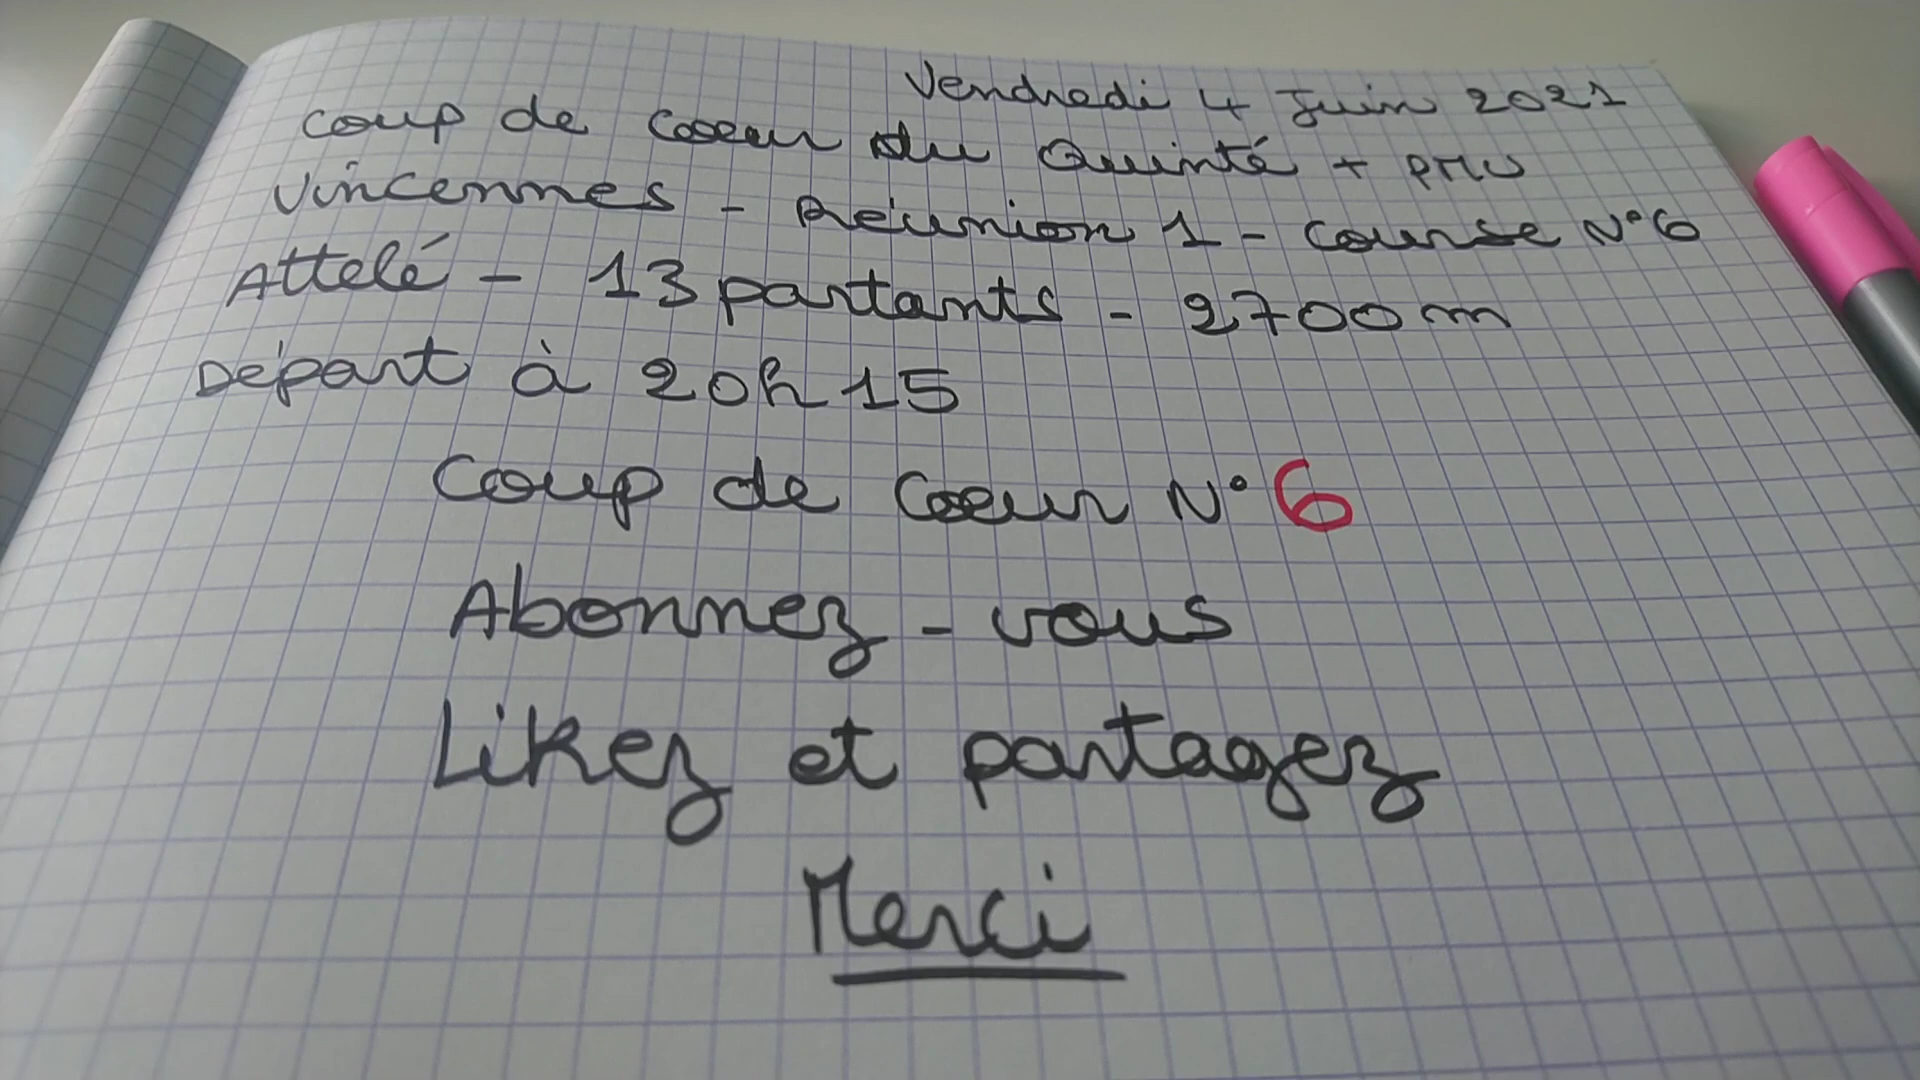 Vendredi 4 Juin 2021
Coup de Coeur du Quinté + PMU
Vincennes - Réunion 1 - Course N°6
Attelé - 13 partants - 2700m
Départ à 20h15
Coup de Coeur N°6
Abonnez-vous
Likez et partagez
Merci